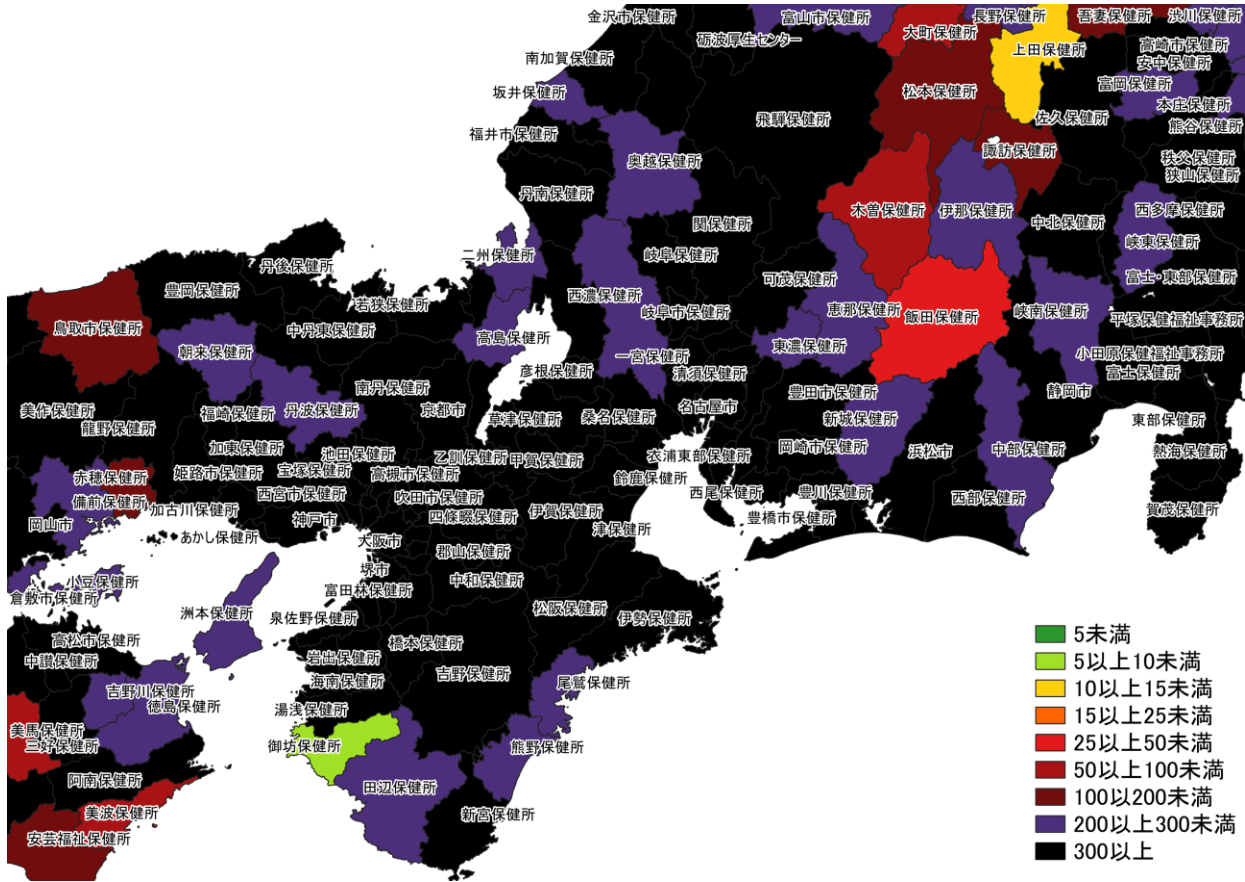 金沢市保健所
富山市保健所
長野保健所
吾妻保健所
渋川保健所
大町保健所
砺波厚生センター
高崎市保健所
上田保健所
南加賀保健所
安中保健所
坂井保健所
松本保健所
富岡保健所
本庄保健所
福井市保健所
飛騨保健所
佐久保健所
熊谷保健所
諏訪保健所
奥越保健所
秩父保健所
狭山保健所
丹南保健所
木曽保健所
伊那保健所
西多摩保健所
関保健所
中北保健所
峡東保健所
二州保健所
岐阜保健所
丹後保健所
可茂保健所
富士・東部保健所
豊岡保健所
西濃保健所
若狭保健所
恵那保健所
岐阜市保健所
飯田保健所
峡南保健所
平塚保健福祉事務所
鳥取市保健所
中丹東保健所
高島保健所
朝来保健所
東濃保健所
一宮保健所
小田原保健福祉事務所
彦根保健所
清須保健所
富士保健所
南丹保健所
豊田市保健所
静岡市
美作保健所
福崎保健所
丹波保健所
京都市
名古屋市
草津保健所
桑名保健所
新城保健所
東部保健所
龍野保健所
加東保健所
池田保健所
乙訓保健所
甲賀保健所
衣浦東部保健所
岡崎市保健所
浜松市
中部保健所
熱海保健所
姫路市保健所
宝塚保健所
高槻市保健所
鈴鹿保健所
赤穂保健所
西宮市保健所
吹田市保健所
西尾保健所
豊川保健所
西部保健所
備前保健所
加古川保健所
伊賀保健所
賀茂保健所
岡山市
神戸市
四條畷保健所
豊橋市保健所
あかし保健所
津保健所
大阪市
郡山保健所
堺市
小豆保健所
中和保健所
倉敷市保健所
富田林保健所
洲本保健所
泉佐野保健所
松阪保健所
伊勢保健所
高松市保健所
橋本保健所
中讃保健所
岩出保健所
吉野保健所
海南保健所
尾鷲保健所
吉野川保健所
徳島保健所
湯浅保健所
美馬保健所
三好保健所
御坊保健所
熊野保健所
阿南保健所
田辺保健所
新宮保健所
美波保健所
安芸福祉保健所
5未満
5以上10未満
10以上15未満
15以上25未満
25以上50未満
50以上100未満
100以200未満
200以上300未満
300以上